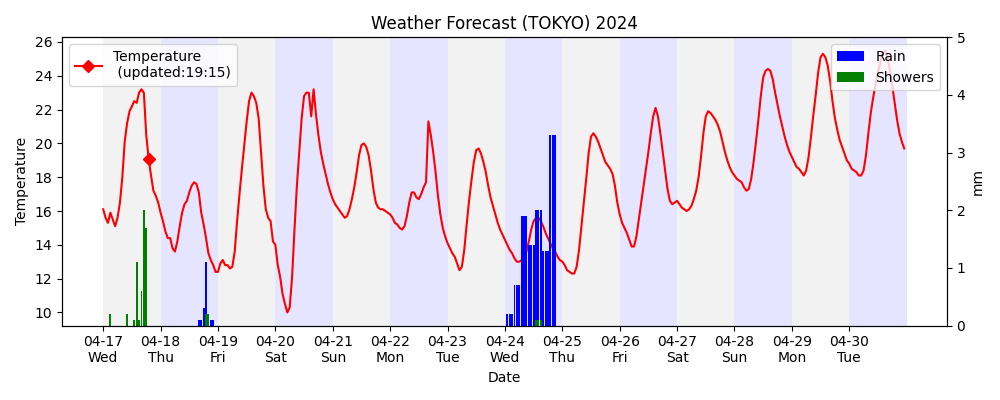 Weather Forecast (TOKYO) 2024
Temperature
(updated:19:15)
Rain
Showers
Temperature
26
24
22
20
18
16
14
12
10
5
4
3
2
1
0
mm
04-17 04-18 04-19 04-20 04-21 04-22 04-23 04-24 04-25 04-26 04-27 04-28 04-29 04-30
Wed Thu Fri Sat Sun Mon Tue Wed Thu Fri Sat Sun Mon Tue
Date